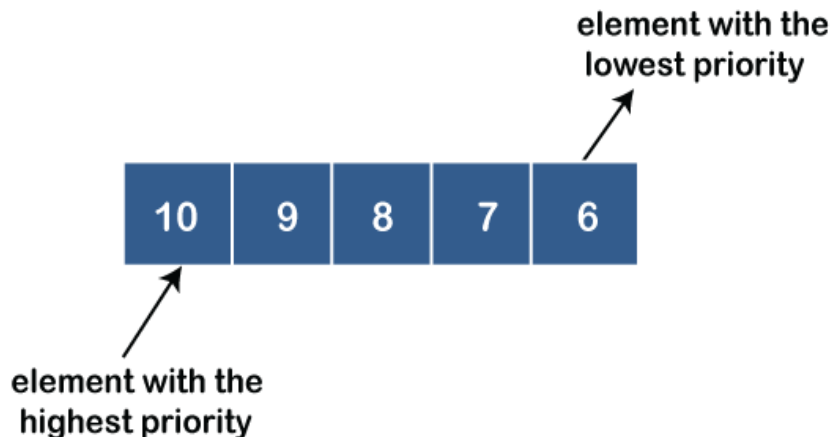 element with the
lowest priority
10 9 8 7 6
element with the
highest priority